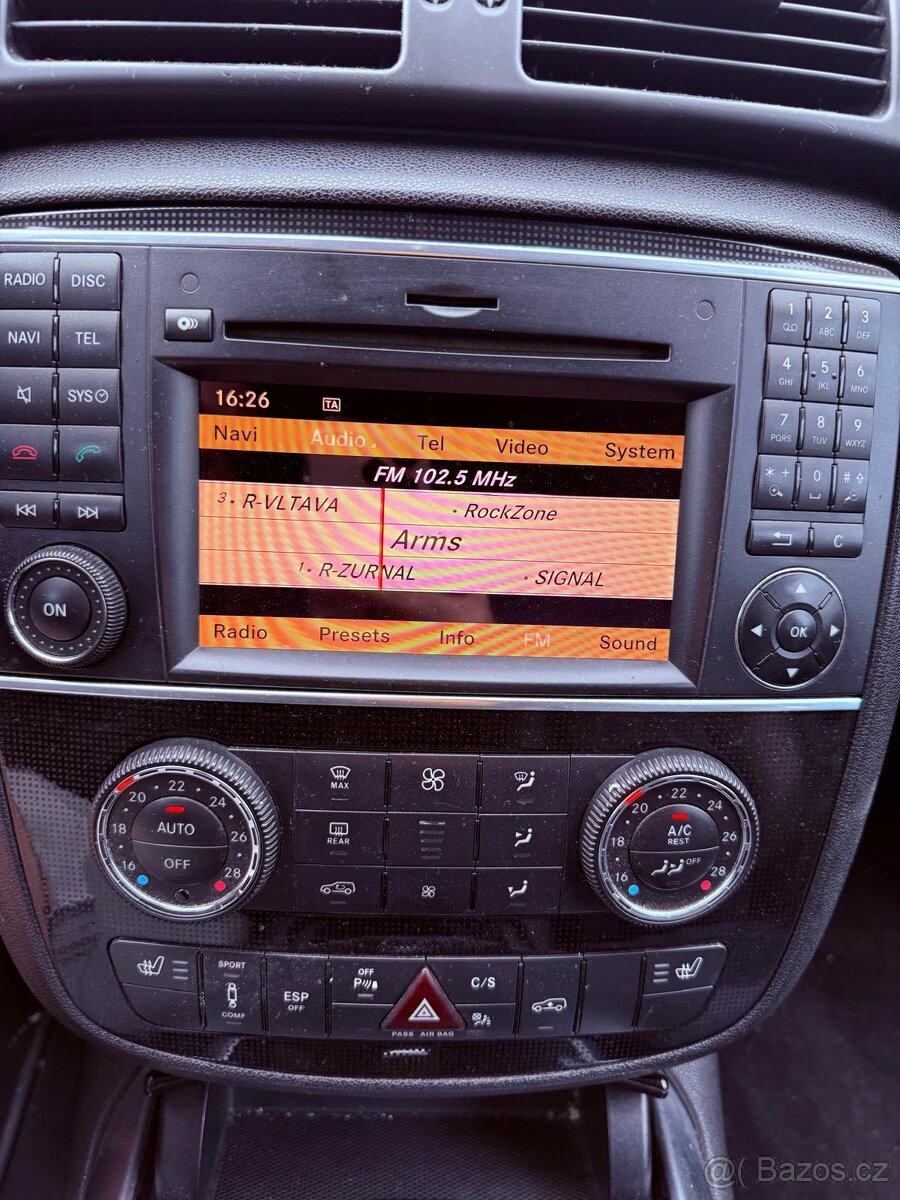 RADIO DISC
NAVI TEL
SYS
ON
1 2 ABC 3 DEF
4 GHI 5 JKL 6 MNO
7 PQRS 8 TUV 9 WXYZ
* + 0 #
C
OK
16:26 TA
Navi Audio Tel Video System
FM 102.5 MHz
3 • R-VLTAVA • RockZone
Arms
1 • R-ZURNAL • SIGNAL
Radio Presets Info FM Sound
16 18 20 22 24 26 28
AUTO
OFF
MAX
REAR
16 18 20 22 24 26 28
A/C
REST
OFF
SPORT
COMF
ESP
OFF
OFF
P
C/S
PASS AIR BAG
@( Bazos.cz